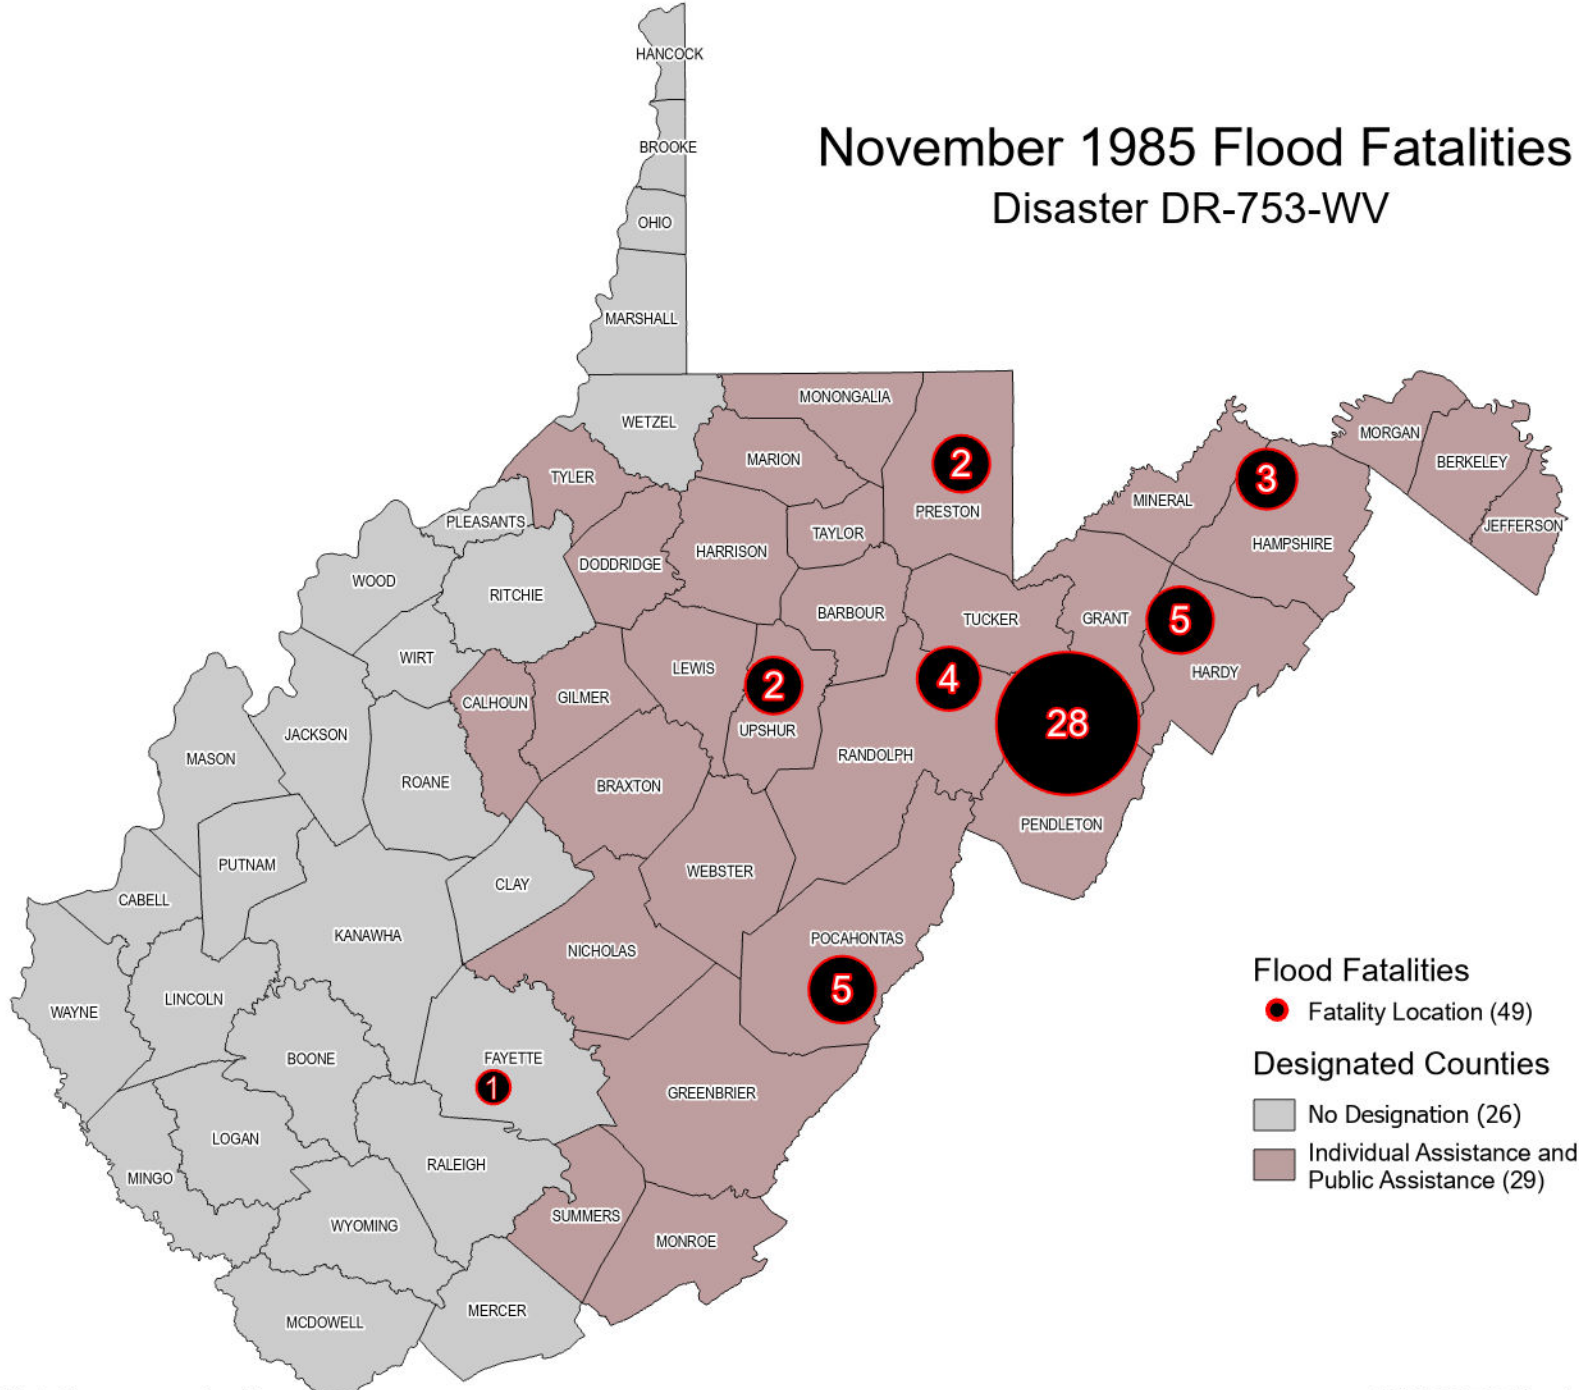 HANCOCK
BROOKE
November 1985 Flood Fatalities
Disaster DR-753-WV
OHIO
MARSHALL
WETZEL
MONONGALIA
MARION
TYLER
2
PRESTON
3
MORGAN
BERKELEY
JEFFERSON
MINERAL
HAMPSHIRE
PLEASANTS
TAYLOR
HARRISON
DODDRIDGE
WOOD
RITCHIE
BARBOUR
TUCKER
GRANT
5
HARDY
WIRT
LEWIS
2
UPSHUR
4
28
CALHOUN
GILMER
JACKSON
MASON
ROANE
BRAXTON
RANDOLPH
PENDLETON
PUTNAM
CABELL
CLAY
WEBSTER
KANAWHA
NICHOLAS
POCAHONTAS
5
WAYNE
LINCOLN
BOONE
FAYETTE
1
GREENBRIER
LOGAN
MINGO
RALEIGH
WYOMING
SUMMERS
MONROE
MERCER
MCDOWELL
Flood Fatalities
Fatality Location (49)
Designated Counties
No Designation (26)
Individual Assistance and
Public Assistance (29)